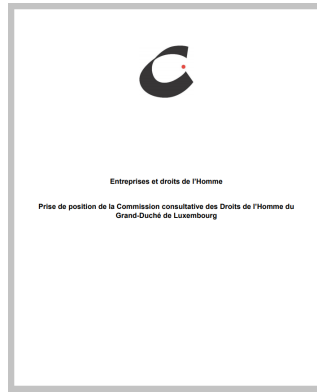 Entreprises et droits de l'Homme
Prise de position de la Commission consultative des Droits de l'Homme du
Grand-Duché de Luxembourg